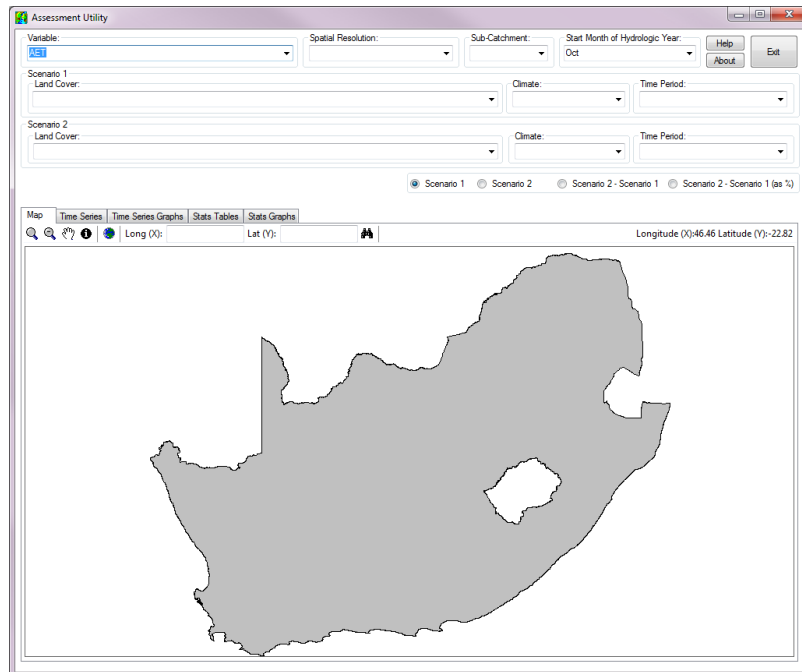 Assessment Utility
Variable: Spatial Resolution: Sub-Catchment: Start Month of Hydrologic Year:
AET Oct Help About Exit
Scenario 1
Land Cover: Climate: Time Period:
Scenario 2
Land Cover: Climate: Time Period:
Scenario 1 Scenario 2 Scenario 2 - Scenario 1 Scenario 2 - Scenario 1 (as %)
Map Time Series Time Series Graphs Stats Tables Stats Graphs
Long (X): Lat (Y): Longitude (X):46.46 Latitude (Y):-22.82